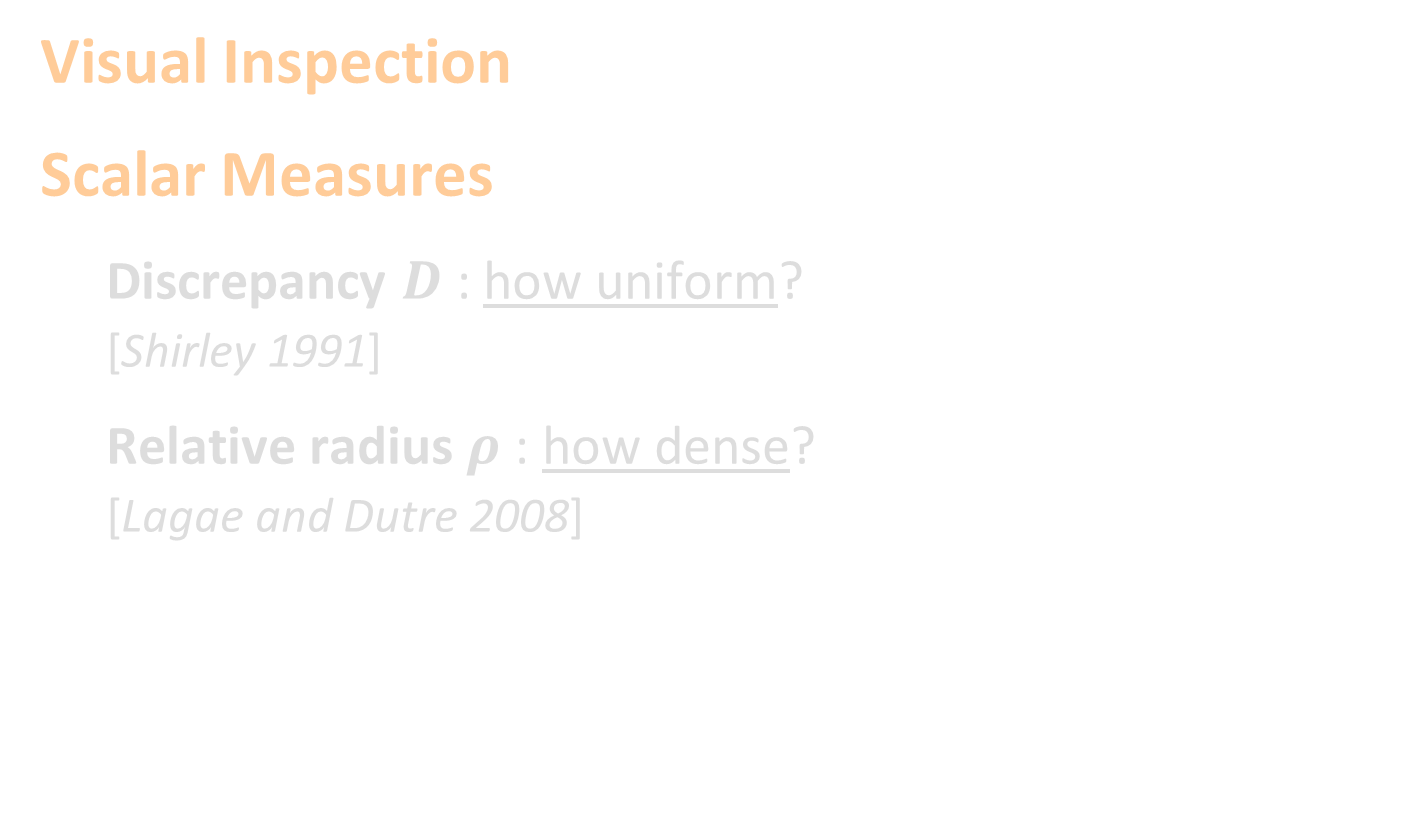 Visual Inspection
Scalar Measures
Discrepancy D : how uniform?
[Shirley 1991]
Relative radius ρ : how dense?
[Lagae and Dutre 2008]